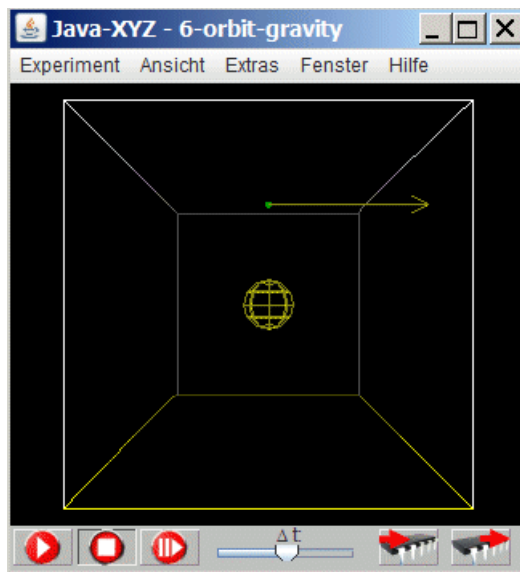 Java-XYZ - 6-orbit-gravity
Experiment Ansicht Extras Fenster Hilfe
Δt